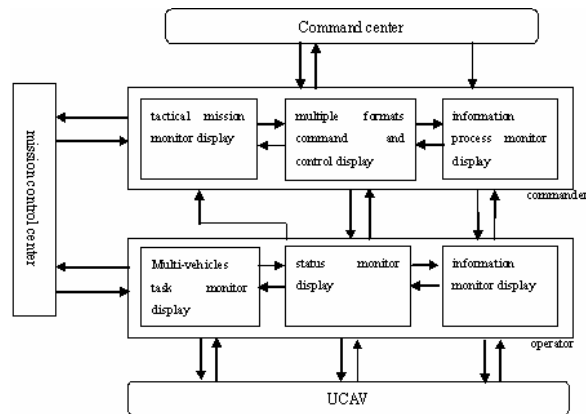 Command center
mission control center
tactical mission
monitor display
multiple formats
command and
control display
information
process monitor
display
commander
Multi-vehicles
task monitor
display
status monitor
display
information
monitor display
operator
UCAV